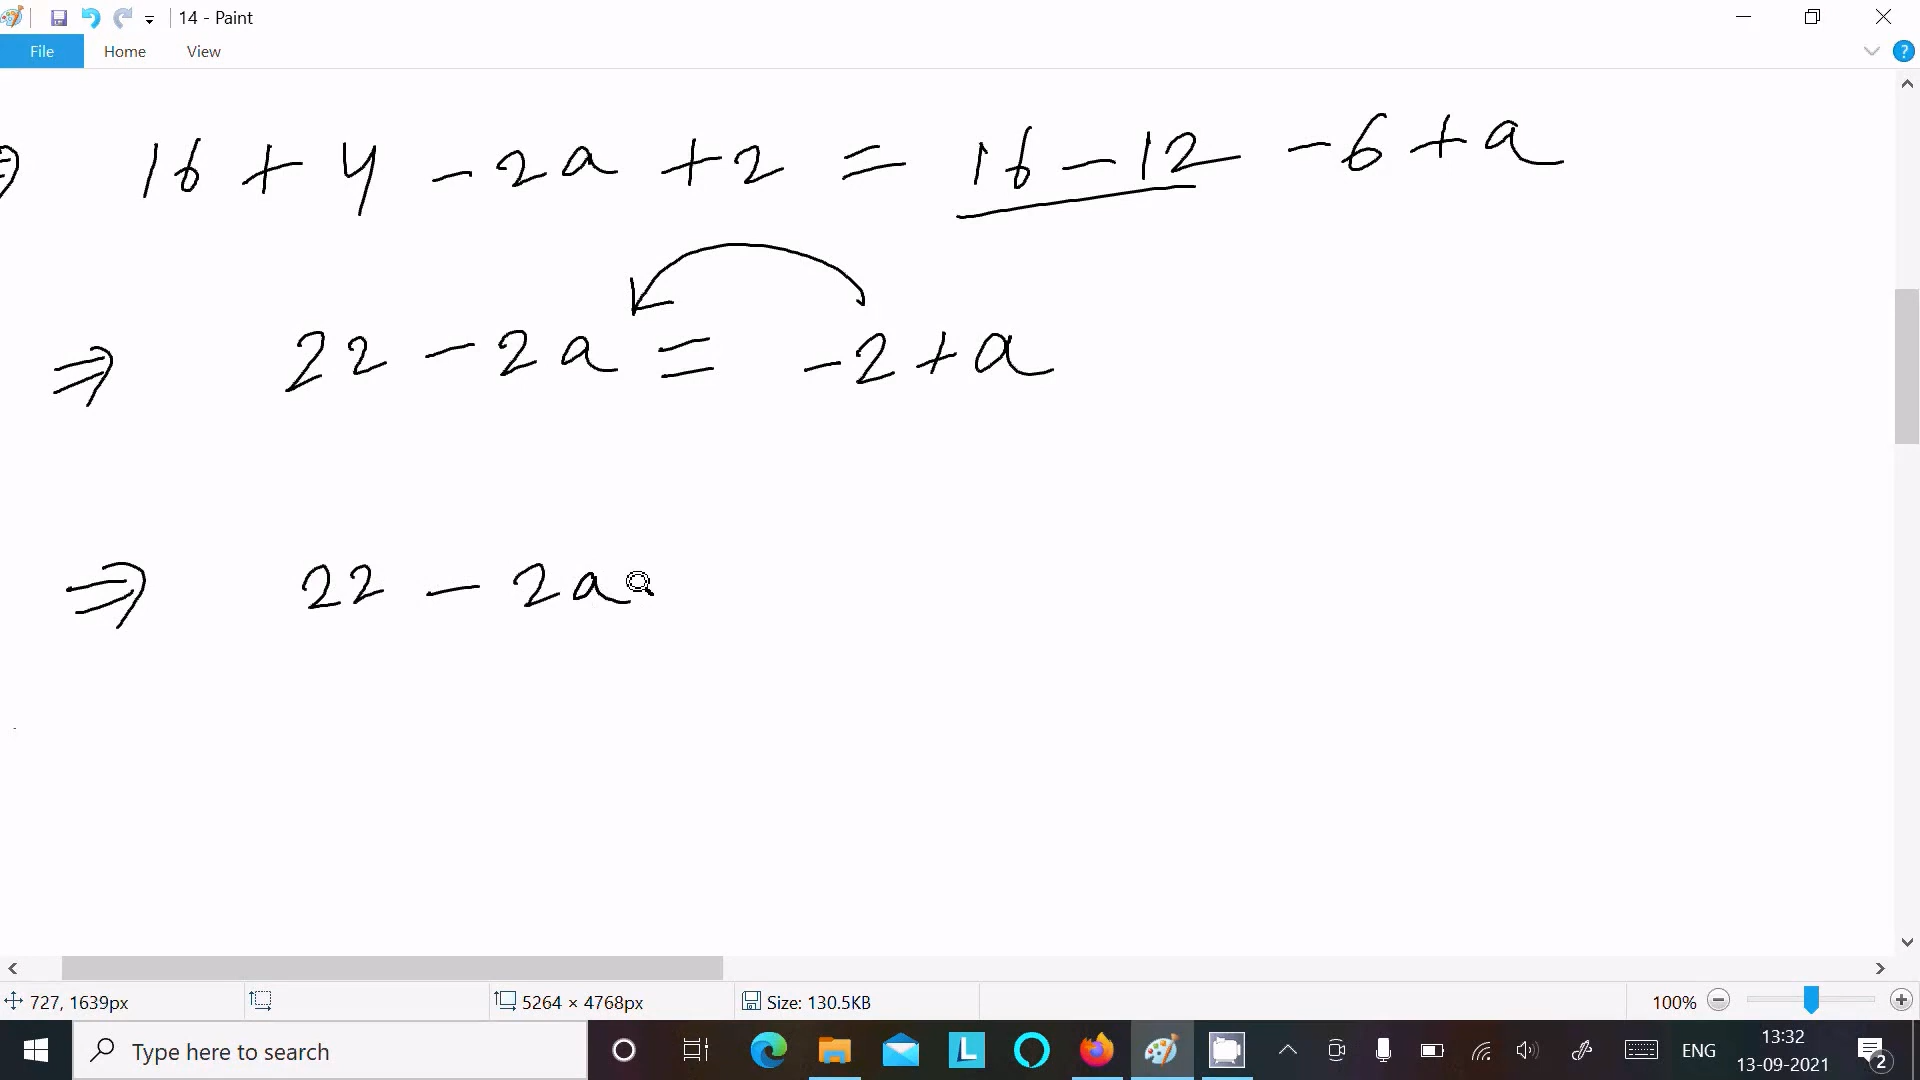 14 - Paint
File Home View
⇒ 16 + 4 - 2a + 2 = 16 - 12 - 6 + a
⇒ 22 - 2a = -2 + a
⇒ 22 - 2a
727, 1639px 5264 × 4768px Size: 130.5KB 100%
Type here to search ENG 13:32
13-09-2021 2